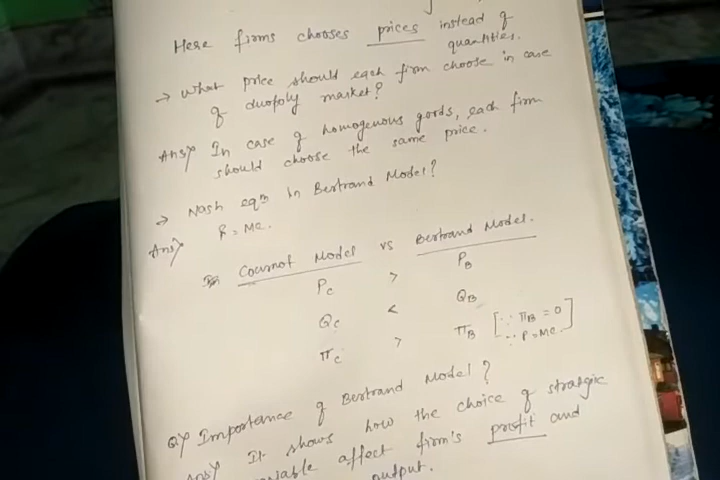 Here firms chooses prices instead of
quantities.
→ What price should each firm choose in case
of duopoly market?
Ans) In case of homogenous goods, each firm
should choose the same price.
→ Nash eqm in Bertrand Model?
Ans) P = MC.
Cournot Model vs Bertrand Model.
Pc > PB
Qc < QB
πc > πB [∵ πB = 0
∵ P = MC]
Q) Importance of Bertrand Model?
Ans) It shows how the choice of stratgic
affect firm's profit and
output.